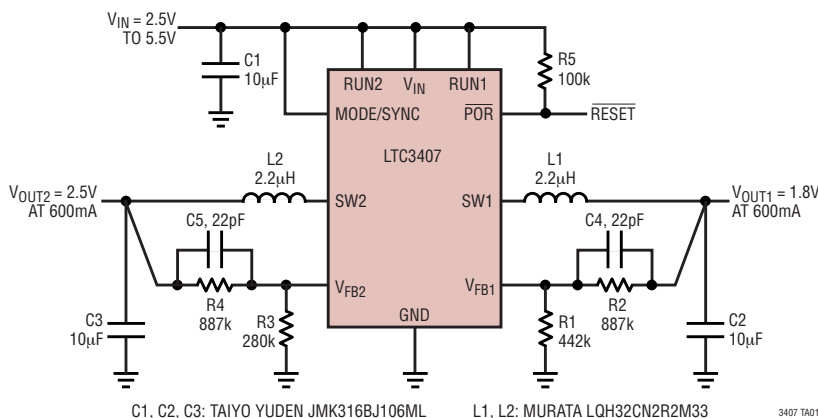 V_IN = 2.5V
TO 5.5V
C1
10µF
RUN2
V_IN
RUN1
R5
100k
MODE/SYNC
P̅O̅R̅
R̅E̅S̅E̅T̅
LTC3407
L2
2.2µH
L1
2.2µH
V_OUT2 = 2.5V
AT 600mA
SW2
SW1
V_OUT1 = 1.8V
AT 600mA
C5, 22pF
C4, 22pF
V_FB2
V_FB1
R4
887k
R2
887k
GND
C3
10µF
R3
280k
R1
442k
C2
10µF
C1, C2, C3: TAIYO YUDEN JMK316BJ106ML
L1, L2: MURATA LQH32CN2R2M33
3407 TA01